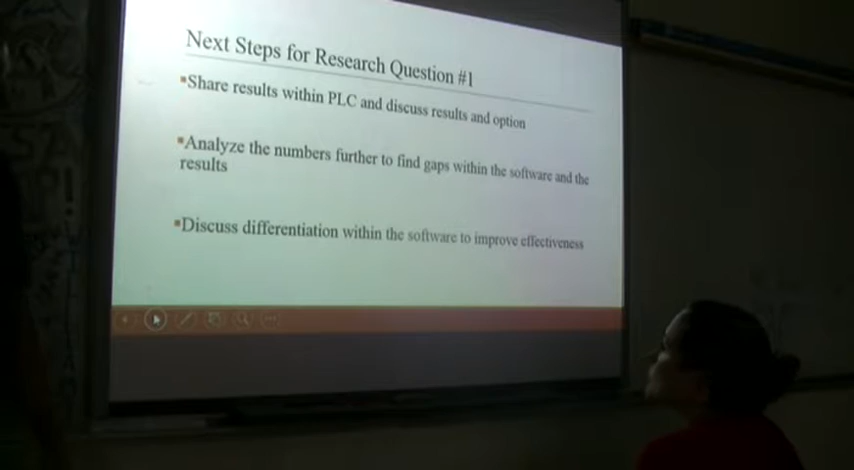 Next Steps for Research Question #1
▪Share results within PLC and discuss results and option
▪Analyze the numbers further to find gaps within the software and the
results
▪Discuss differentiation within the software to improve effectiveness